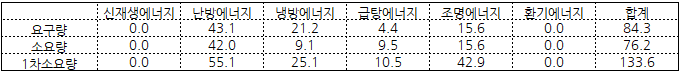 신재생에너지 난방에너지 냉방에너지 급탕에너지 조명에너지 환기에너지 합계
요구량 0.0 43.1 21.2 4.4 15.6 0.0 84.3
소요량 0.0 42.0 9.1 9.5 15.6 0.0 76.2
1차소요량 0.0 55.1 25.1 10.5 42.9 0.0 133.6